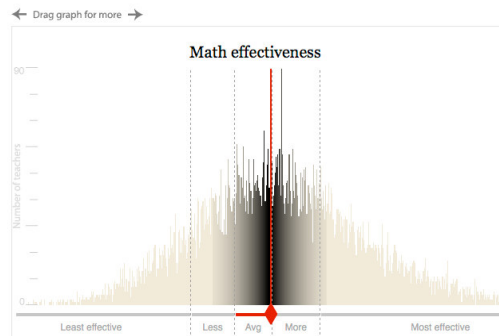 Drag graph for more
Math effectiveness
90
Number of teachers
0
Least effective
Less
Avg
More
Most effective